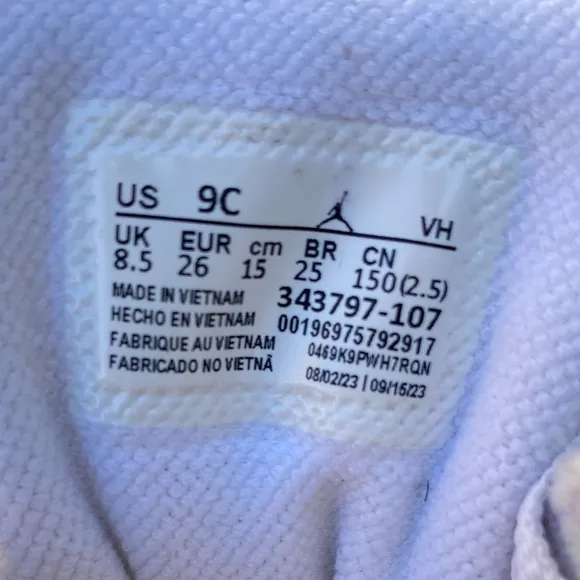 US 9C VH
UK EUR cm BR CN
8.5 26 15 25 150(2.5)
MADE IN VIETNAM 343797-107
HECHO EN VIETNAM 00196975792917
FABRIQUE AU VIETNAM 0469K9PWH7RQN
FABRICADO NO VIETNÃ 08/02/23 | 09/15/23